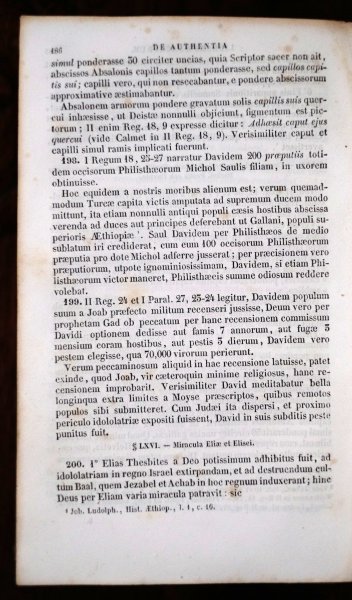 486 DE AUTHENTIA
simul ponderasse 30 circiter uncias, quia Scriptor sacer non ait,
abscissos Absalonis capillos tantum ponderasse, sed capillos capi-
tis sui; capilli vero, qui non resecabantur, e pondere abscissorum
approximative æstimabantur.
Absalonem armorum pondere gravatum solis capillis suis quer-
cui inhæsisse, ut Deistæ nonnulli objiciunt, figmentum est pic-
torum; II enim Reg. 18, 9 expresse dicitur: Adhæsit caput ejus
quercui (vide Calmet in II Reg. 18, 9). Verisimiliter caput et
capilli simul ramis implicati fuerunt.
198. I Regum 18, 25-27 narratur Davidem 200 præputiis toti-
dem occisorum Philisthæorum Michol Saulis filiam, in uxorem
obtinuisse.
Hoc equidem a nostris moribus alienum est; verum quemad-
modum Turcæ capita victis amputata ad supremum ducem modo
mittunt, ita etiam nonnulli antiqui populi cæsis hostibus abscissa
verenda ad duces aut principes deferebant ut Gallani, populi su-
perioris Æthiopiæ ¹. Saul Davidem per Philisthæos de medio
sublatum iri crediderat, cum eum 100 occisorum Philisthæorum
præputia pro dote Michol adferre jusserat; per præcisionem vero
præputiorum, utpote ignominiosissimam, Davidem, si etiam Phi-
listhæorum victor maneret, Philisthæcis summe odiosum reddere
volebat.
199. II Reg. 24 et I Paral. 27, 23-24 legitur, Davidem populum
suum a Joab præfecto militum recenseri jussisse, Deum vero per
prophetam Gad ob peccatum per hanc recensionem commissum
Davidi optionem dedisse aut famis 7 annorum, aut fugæ 3
mensium coram hostibus, aut pestis 3 dierum, Davidem vero
pestem elegisse, qua 70,000 virorum perierunt.
Verum peccaminosum aliquid in hac recensione latuisse, patet
exinde, quod Joab, vir cæteroquin minime religiosus, hanc re-
censionem improbarit. Verisimiliter David meditabatur bella
longinqua extra limites a Moyse præscriptos, quibus remotos
populos sibi submitteret. Cum Judæi ita dispersi, et proximo
periculo idololatriæ expositi fuissent, David in suis subditis peste
punitus fuit.
§ LXVI. — Miracula Eliæ et Elisei.
200. 1° Elias Thesbites a Deo potissimum adhibitus fuit, ad
idololatriam in regno Israel extirpandam, et ad destruendum cul-
tum Baal, quem Jezabel et Achab in hoc regnum induxerant; hinc
Deus per Eliam varia miracula patravit: sic
¹ Job. Ludolph., Hist. Æthiop., l. 1, c. 16.